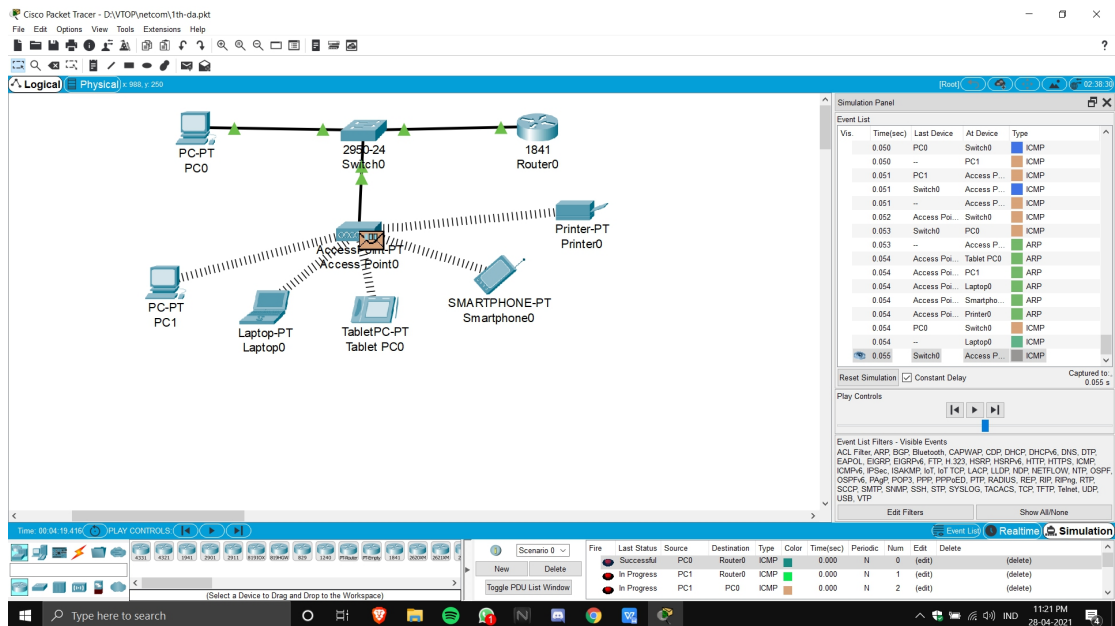 Cisco Packet Tracer - D:\VTOP\netcom\1th-da.pkt
File Edit Options View Tools Extensions Help
?
Logical Physical x: 988, y: 250 [Root] 02:38:30
PC-PT
PC0
2950-24
Switch0
1841
Router0
Printer-PT
Printer0
AccessPoint-PT
Access Point0
PC-PT
PC1
Laptop-PT
Laptop0
TabletPC-PT
Tablet PC0
SMARTPHONE-PT
Smartphone0
Simulation Panel
Event List
Vis. Time(sec) Last Device At Device Type
0.050 PC0 Switch0 ICMP
0.050 -- PC1 ICMP
0.051 PC1 Access P... ICMP
0.051 Switch0 Access P... ICMP
0.051 -- Access P... ICMP
0.052 Access Poi... Switch0 ICMP
0.053 Switch0 PC0 ICMP
0.053 -- Access P... ARP
0.054 Access Poi... Tablet PC0 ARP
0.054 Access Poi... PC1 ARP
0.054 Access Poi... Laptop0 ARP
0.054 Access Poi... Smartpho... ARP
0.054 Access Poi... Printer0 ARP
0.054 PC0 Switch0 ICMP
0.054 -- Laptop0 ICMP
0.055 Switch0 Access P... ICMP
Reset Simulation Constant Delay Captured to:
0.055 s
Play Controls
Event List Filters - Visible Events
ACL Filter, ARP, BGP, Bluetooth, CAPWAP, CDP, DHCP, DHCPv6, DNS, DTP,
EAPOL, EIGRP, EIGRPv6, FTP, H.323, HSRP, HSRPv6, HTTP, HTTPS, ICMP,
ICMPv6, IPSec, ISAKMP, IoT, IoT TCP, LACP, LLDP, NDP, NETFLOW, NTP, OSPF,
OSPFv6, PAgP, POP3, PPP, PPPoED, PTP, RADIUS, REP, RIP, RIPng, RTP,
SCCP, SMTP, SNMP, SSH, STP, SYSLOG, TACACS, TCP, TFTP, Telnet, UDP,
USB, VTP
Edit Filters Show All/None
Time: 00:04:19.416 PLAY CONTROLS: Event List Realtime Simulation
4331 4321 1941 2901 2911 819IOX 819HGW 829 1240 PTRouter PTEmpty 1841 2620XM 2621XM
(Select a Device to Drag and Drop to the Workspace)
Scenario 0
New Delete
Toggle PDU List Window
Fire Last Status Source Destination Type Color Time(sec) Periodic Num Edit Delete
Successful PC0 Router0 ICMP 0.000 N 0 (edit) (delete)
In Progress PC1 Router0 ICMP 0.000 N 1 (edit) (delete)
In Progress PC1 PC0 ICMP 0.000 N 2 (edit) (delete)
Type here to search
IND
11:21 PM
28-04-2021